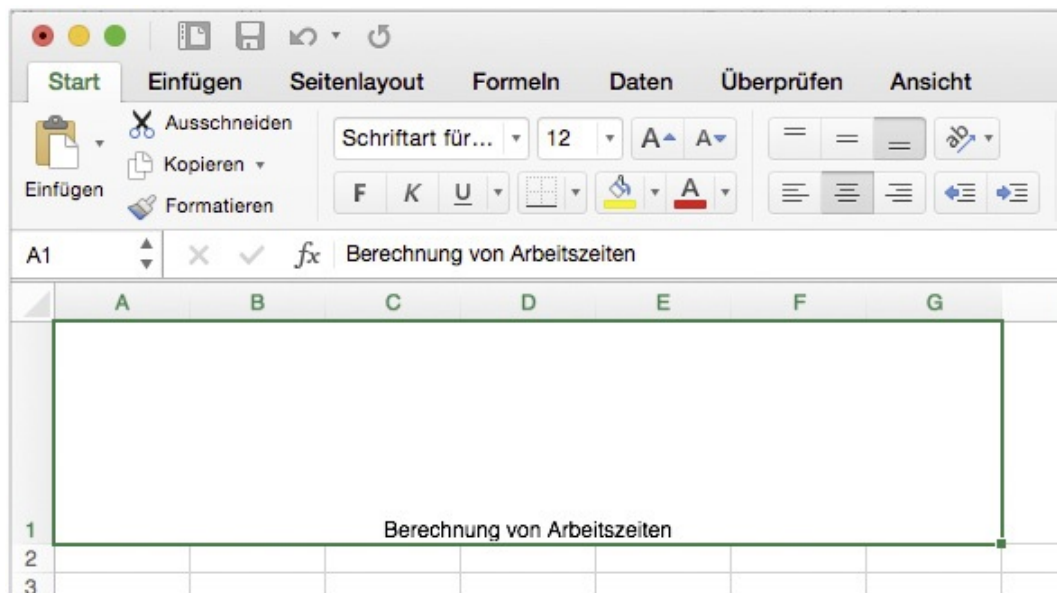 Start Einfügen Seitenlayout Formeln Daten Überprüfen Ansicht
Ausschneiden
Kopieren
Einfügen
Formatieren
Schriftart für... 12 A A
F K U A
A1 fx Berechnung von Arbeitszeiten
A B C D E F G
1 Berechnung von Arbeitszeiten
2
3